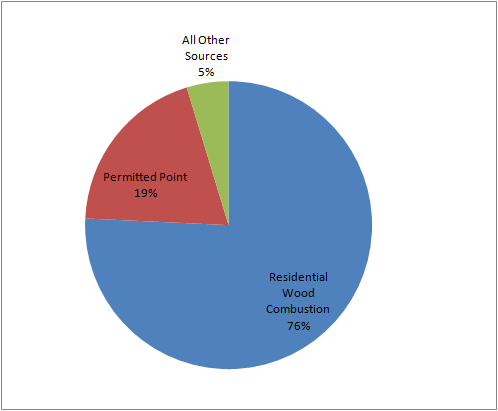 All Other
Sources
5%
Permitted Point
19%
Residential
Wood
Combustion
76%